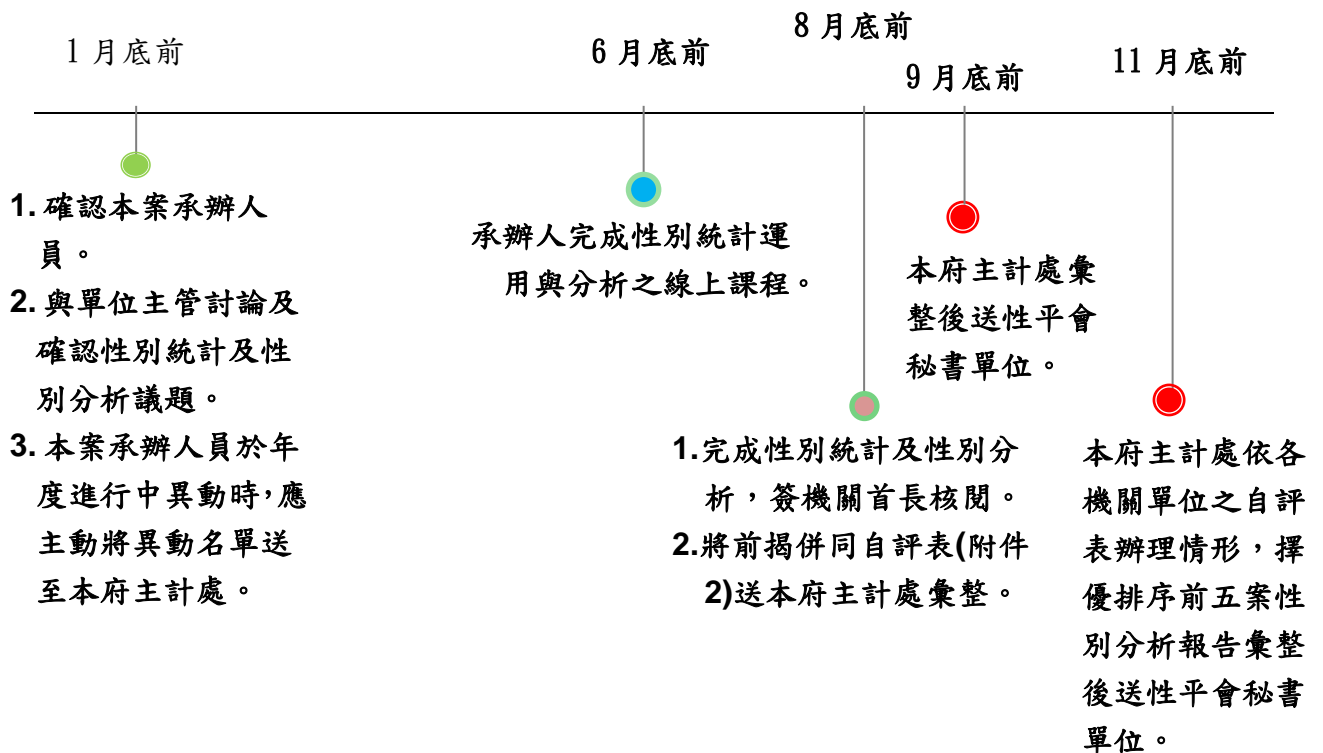 1 月底前
6 月底前
8 月底前
9 月底前
11 月底前
1. 確認本案承辦人
員。
2. 與單位主管討論及
確認性別統計及性
別分析議題。
3. 本案承辦人員於年
度進行中異動時，應
主動將異動名單送
至本府主計處。
承辦人完成性別統計運
用與分析之線上課程。
1.完成性別統計及性別分
析，簽機關首長核閱。
2.將前揭併同自評表(附件
2)送本府主計處彙整。
本府主計處彙
整後送性平會
秘書單位。
本府主計處依各
機關單位之自評
表辦理情形，擇
優排序前五案性
別分析報告彙整
後送性平會秘書
單位。